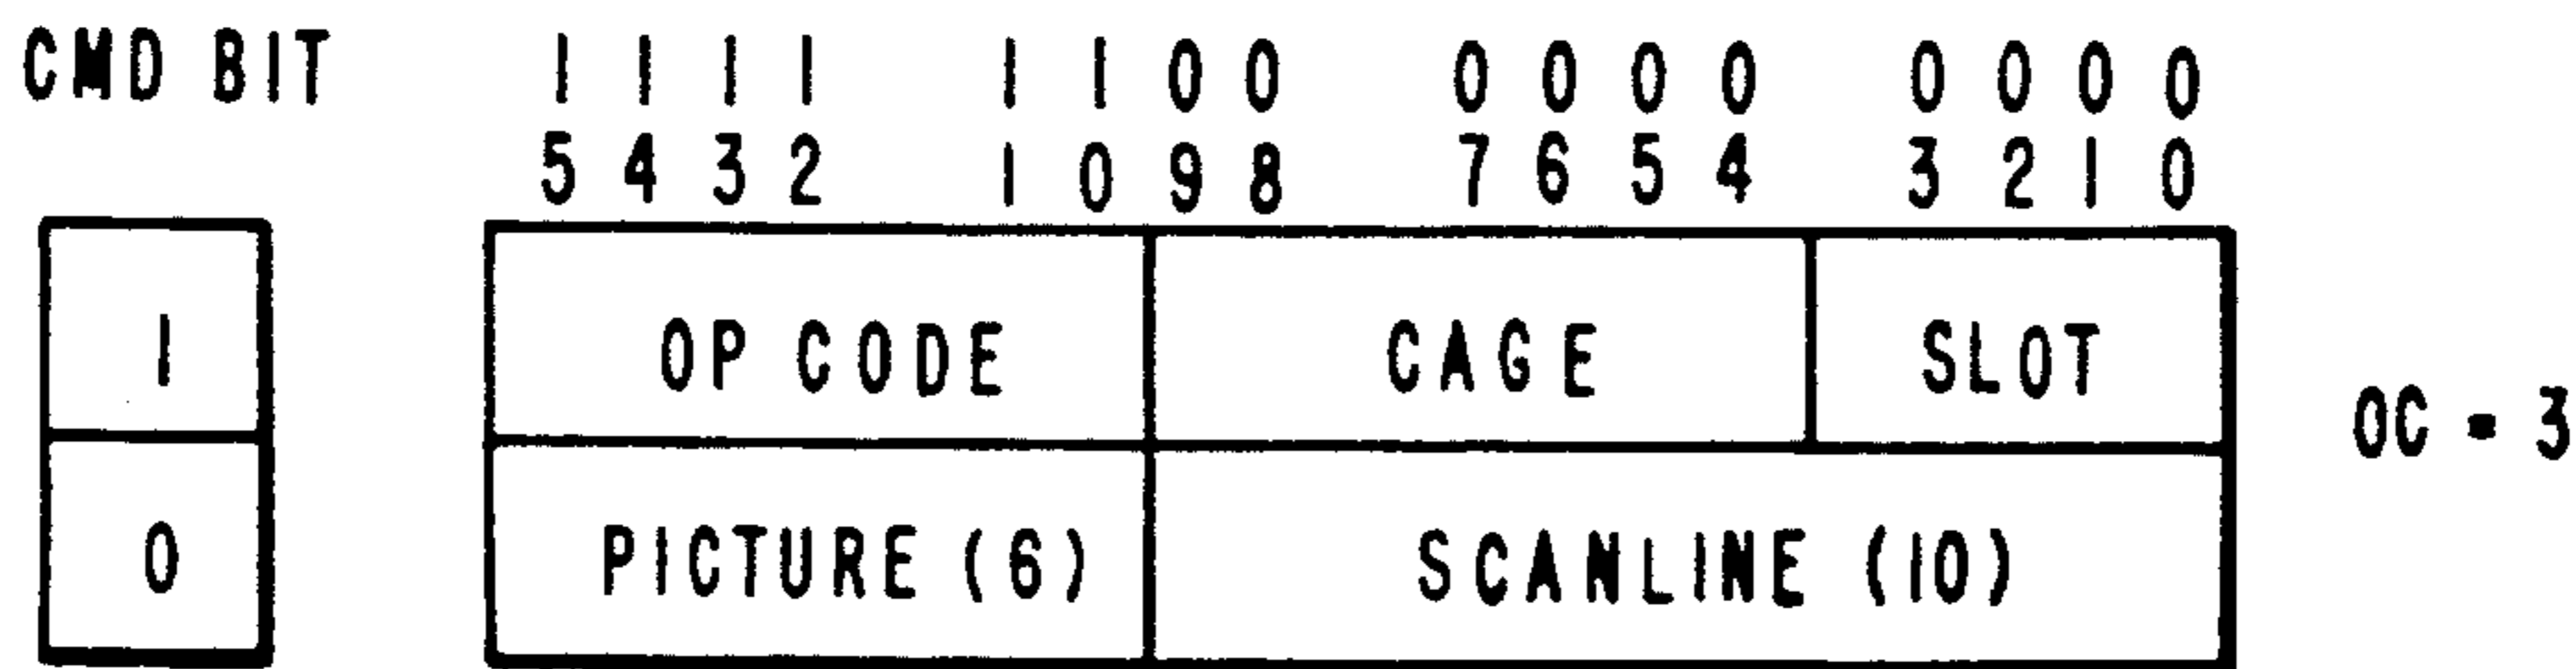 CMD BIT 1 1 1 1 1 1 0 0 0 0 0 0 0 0 0 0
5 4 3 2 1 0 9 8 7 6 5 4 3 2 1 0
1 OP CODE CAGE SLOT
OC = 3
0 PICTURE (6) SCANLINE (10)